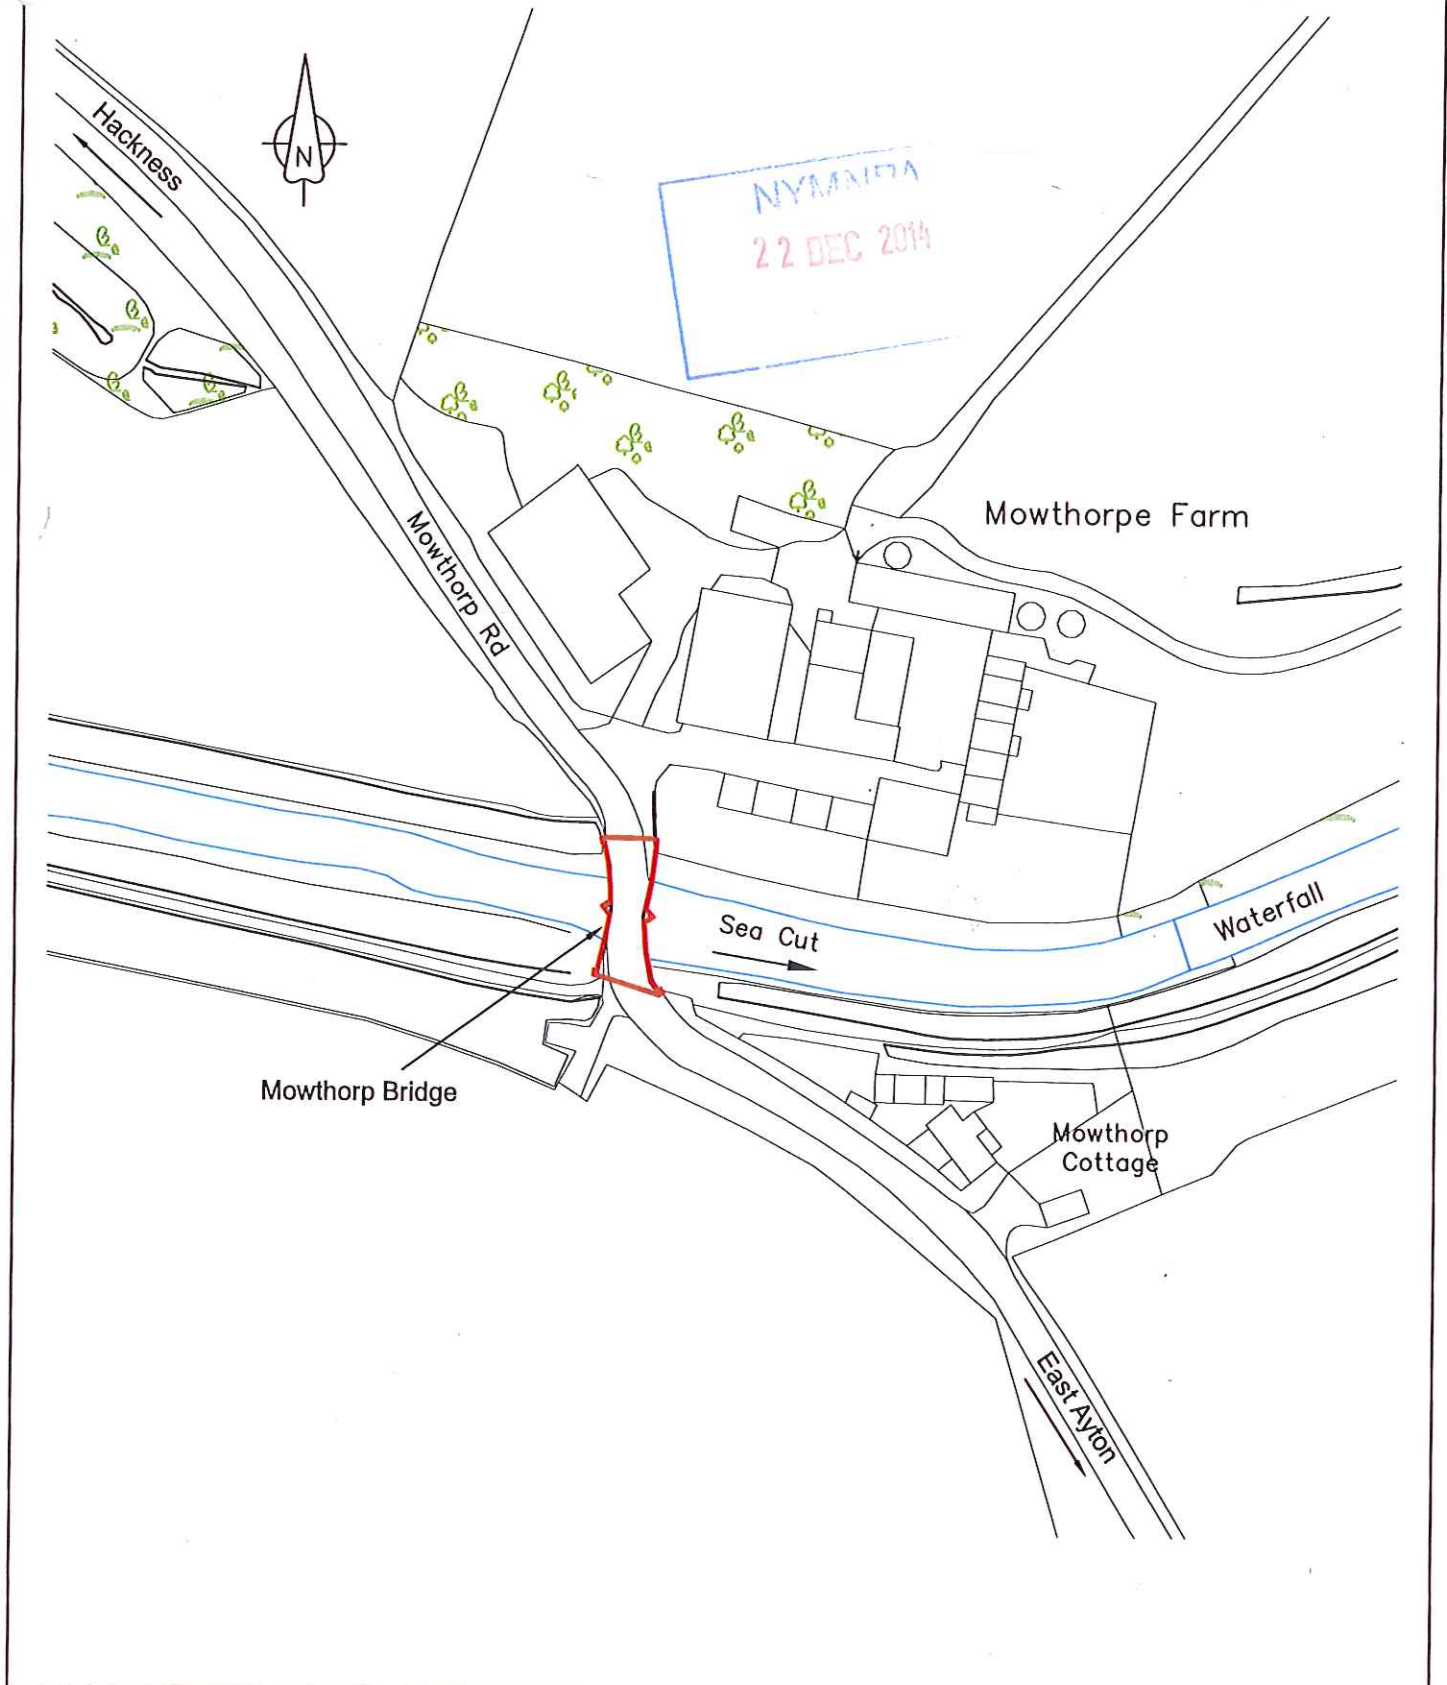 Hackness
N
NYMNPA
22 DEC 2014
Mowthorpe Farm
Mowthorp Rd
Sea Cut
Waterfall
Mowthorp Bridge
Mowthorp
Cottage
East Ayton